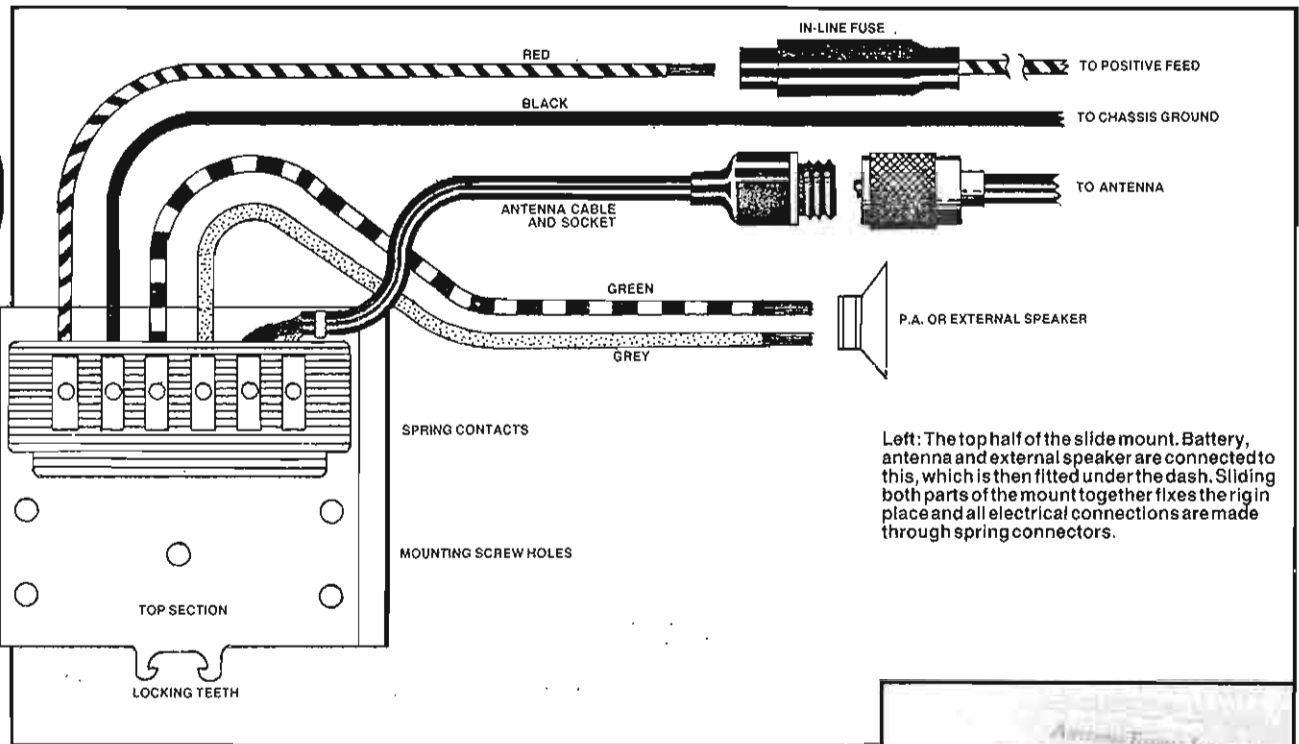 IN-LINE FUSE
RED
TO POSITIVE FEED
BLACK
TO CHASSIS GROUND
TO ANTENNA
ANTENNA CABLE
AND SOCKET
GREEN
P.A. OR EXTERNAL SPEAKER
GREY
SPRING CONTACTS
Left: The top half of the slide mount. Battery,
antenna and external speaker are connected to
this, which is then fitted under the dash. Sliding
both parts of the mount together fixes the rig in
place and all electrical connections are made
through spring connectors.
MOUNTING SCREW HOLES
TOP SECTION
LOCKING TEETH